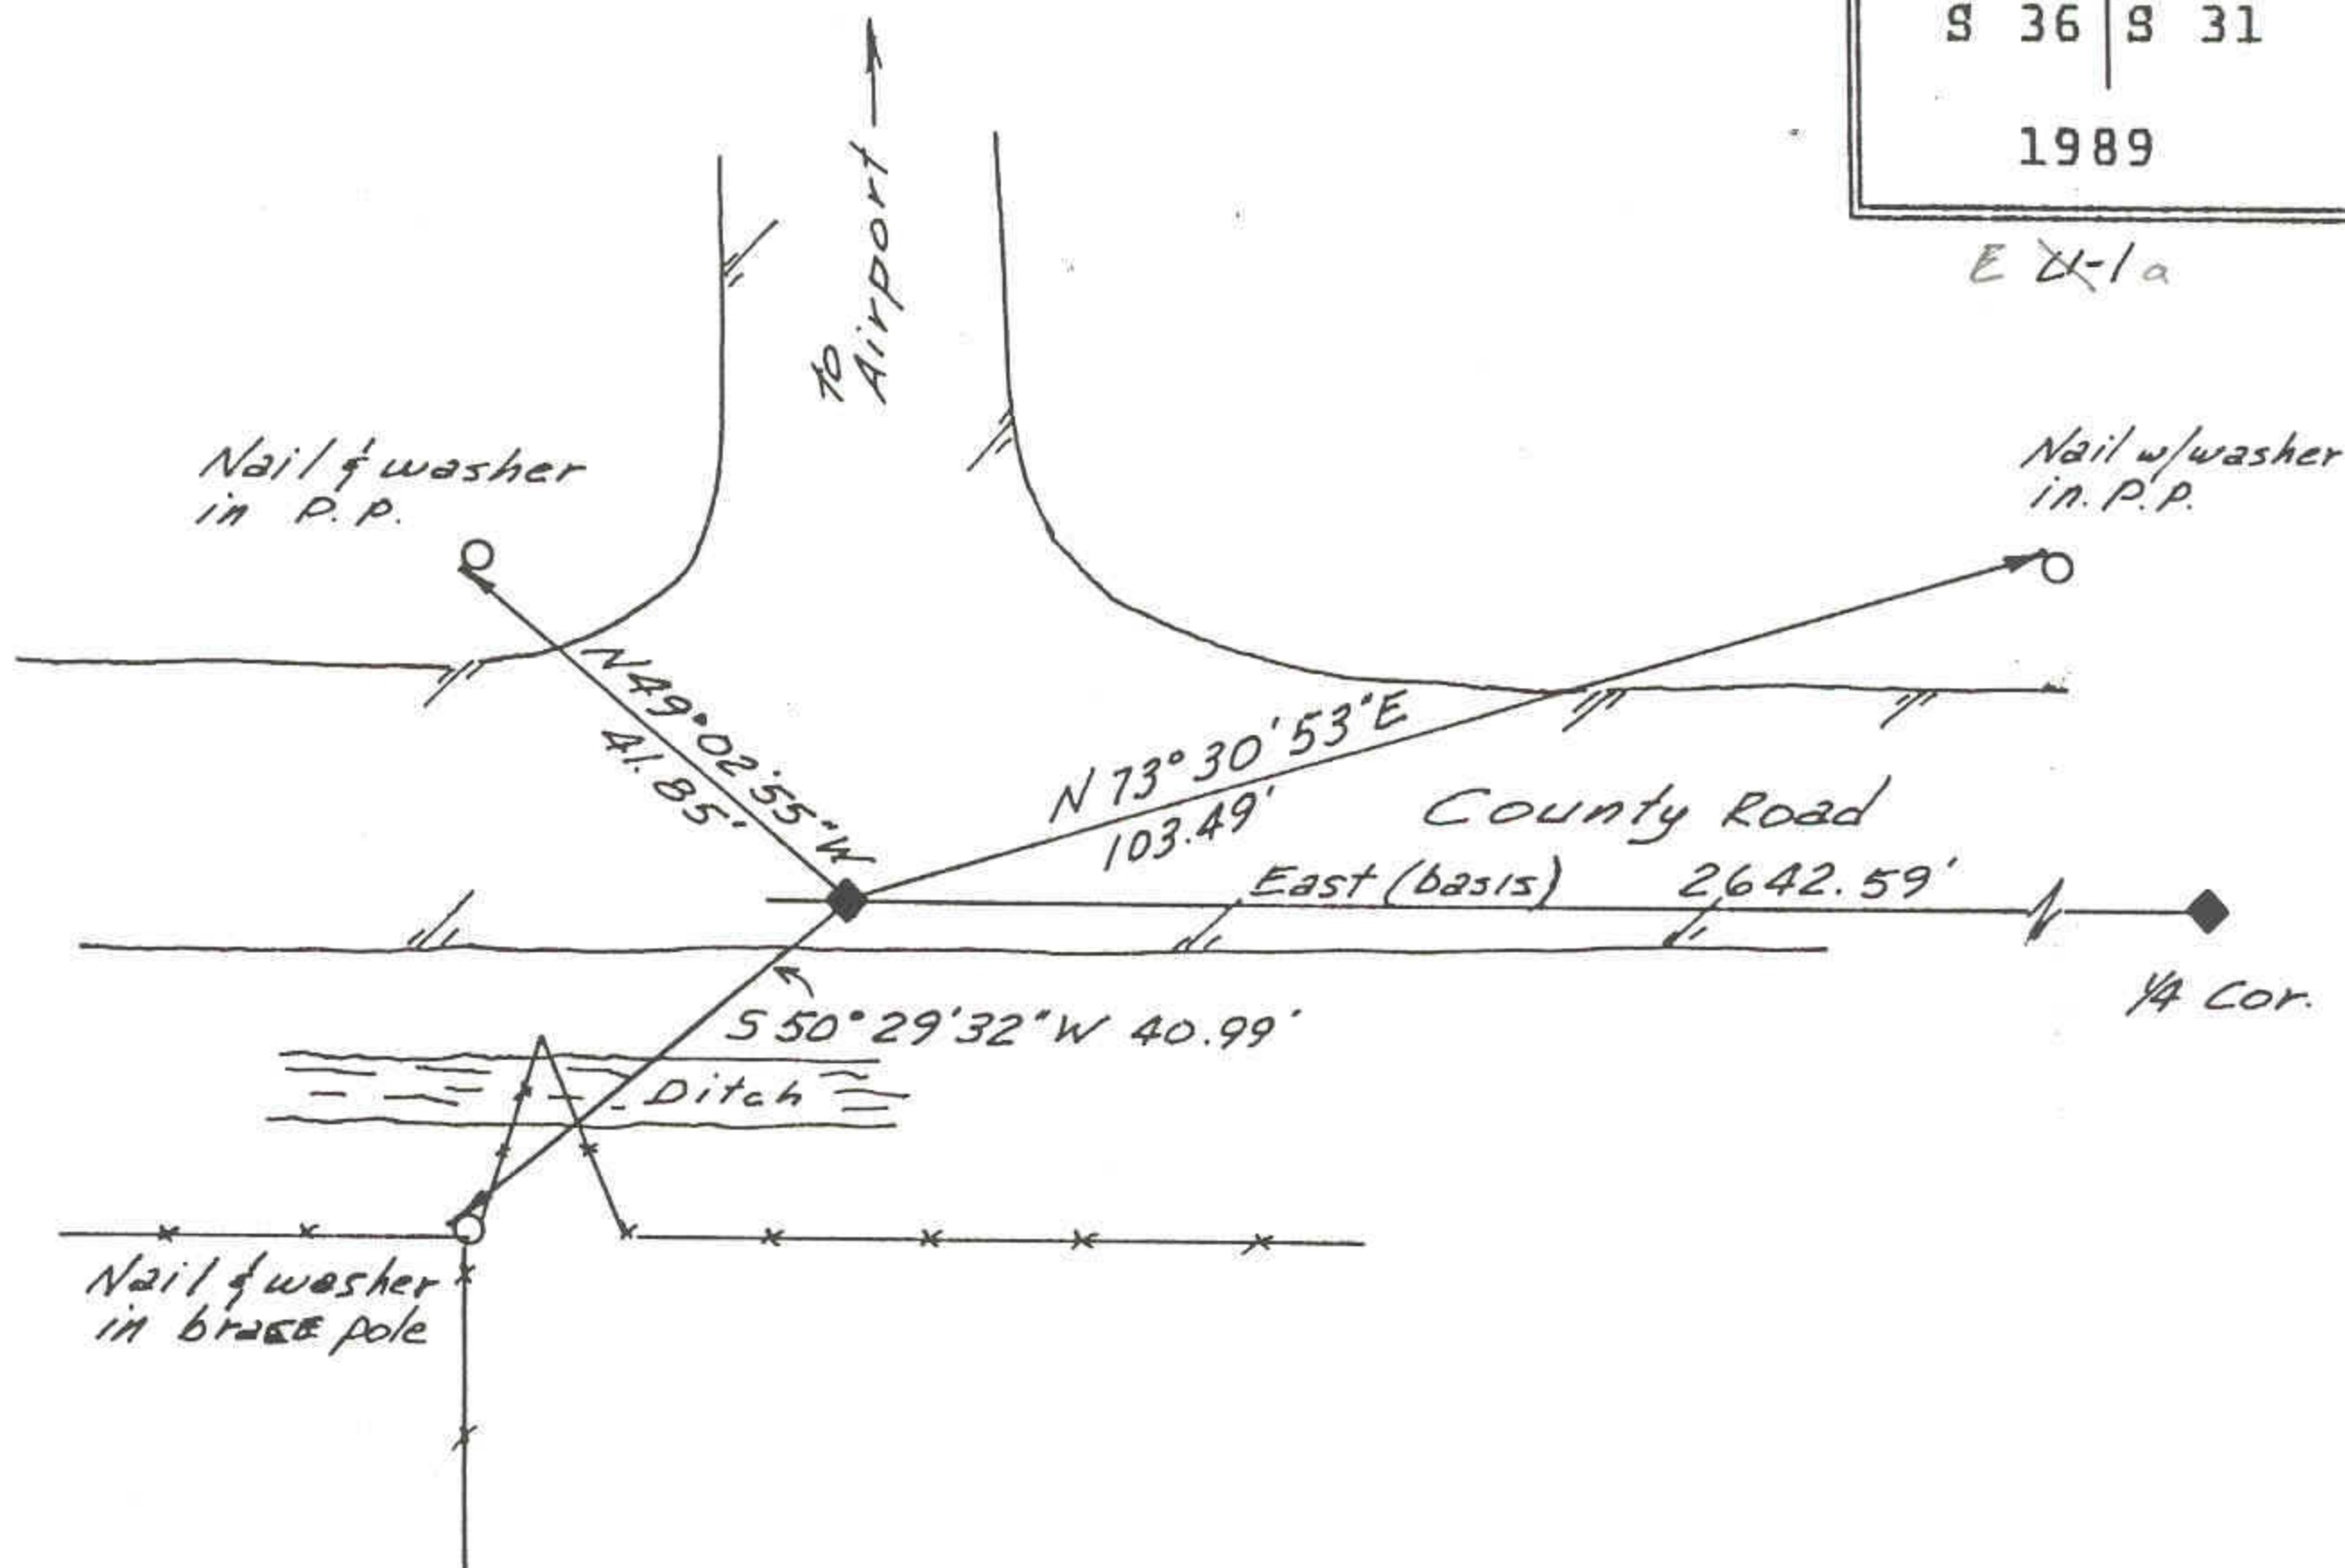 S 36 | S 31
1989
E U-1 a
To
Airport
Nail & washer
in P.P.
Nail w/washer
in P.P.
N 49° 02' 55" W
41.85'
N 73° 30' 53" E
103.49'
County Road
East (basis) 2642.59'
1/4 Cor.
S 50° 29' 32" W 40.99'
Ditch
Nail & washer
in brace pole